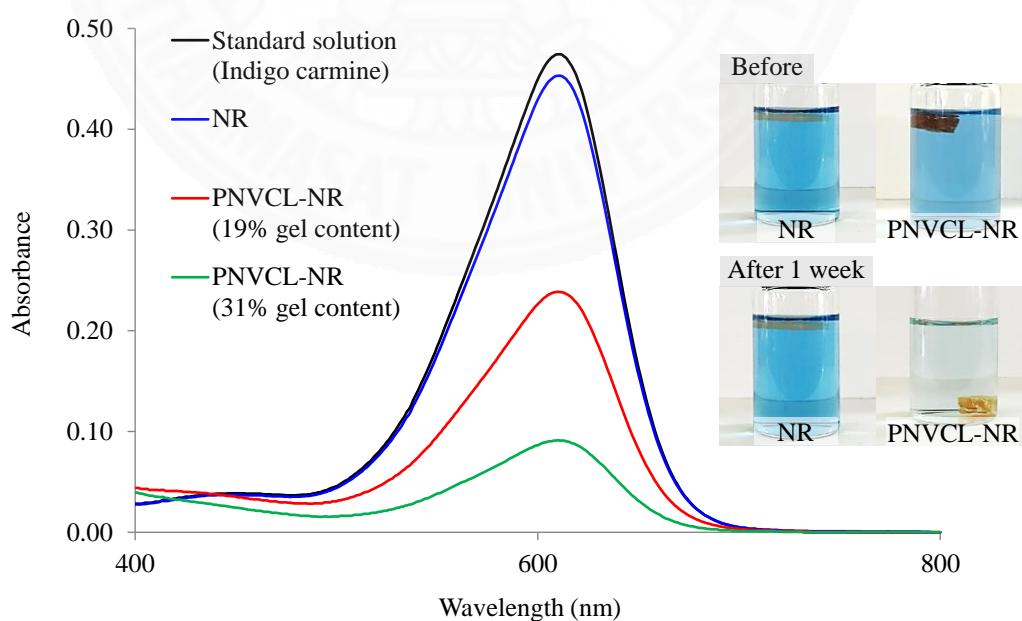 0.50
0.40
0.30
0.20
0.10
0.00
Absorbance
400
600
800
Wavelength (nm)
Standard solution
(Indigo carmine)
NR
PNVCL-NR
(19% gel content)
PNVCL-NR
(31% gel content)
Before
NR
PNVCL-NR
After 1 week
NR
PNVCL-NR